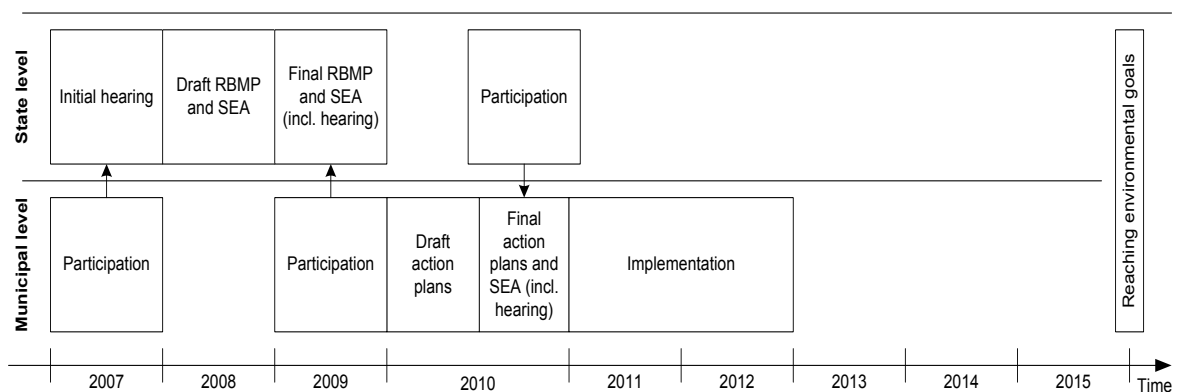 State level
Initial hearing
Draft RBMP
and SEA
Final RBMP
and SEA
(incl. hearing)
Participation
Reaching environmental goals
Municipal level
Participation
Participation
Draft
action
plans
Final
action
plans and
SEA (incl.
hearing)
Implementation
2007
2008
2009
2010
2011
2012
2013
2014
2015
Time